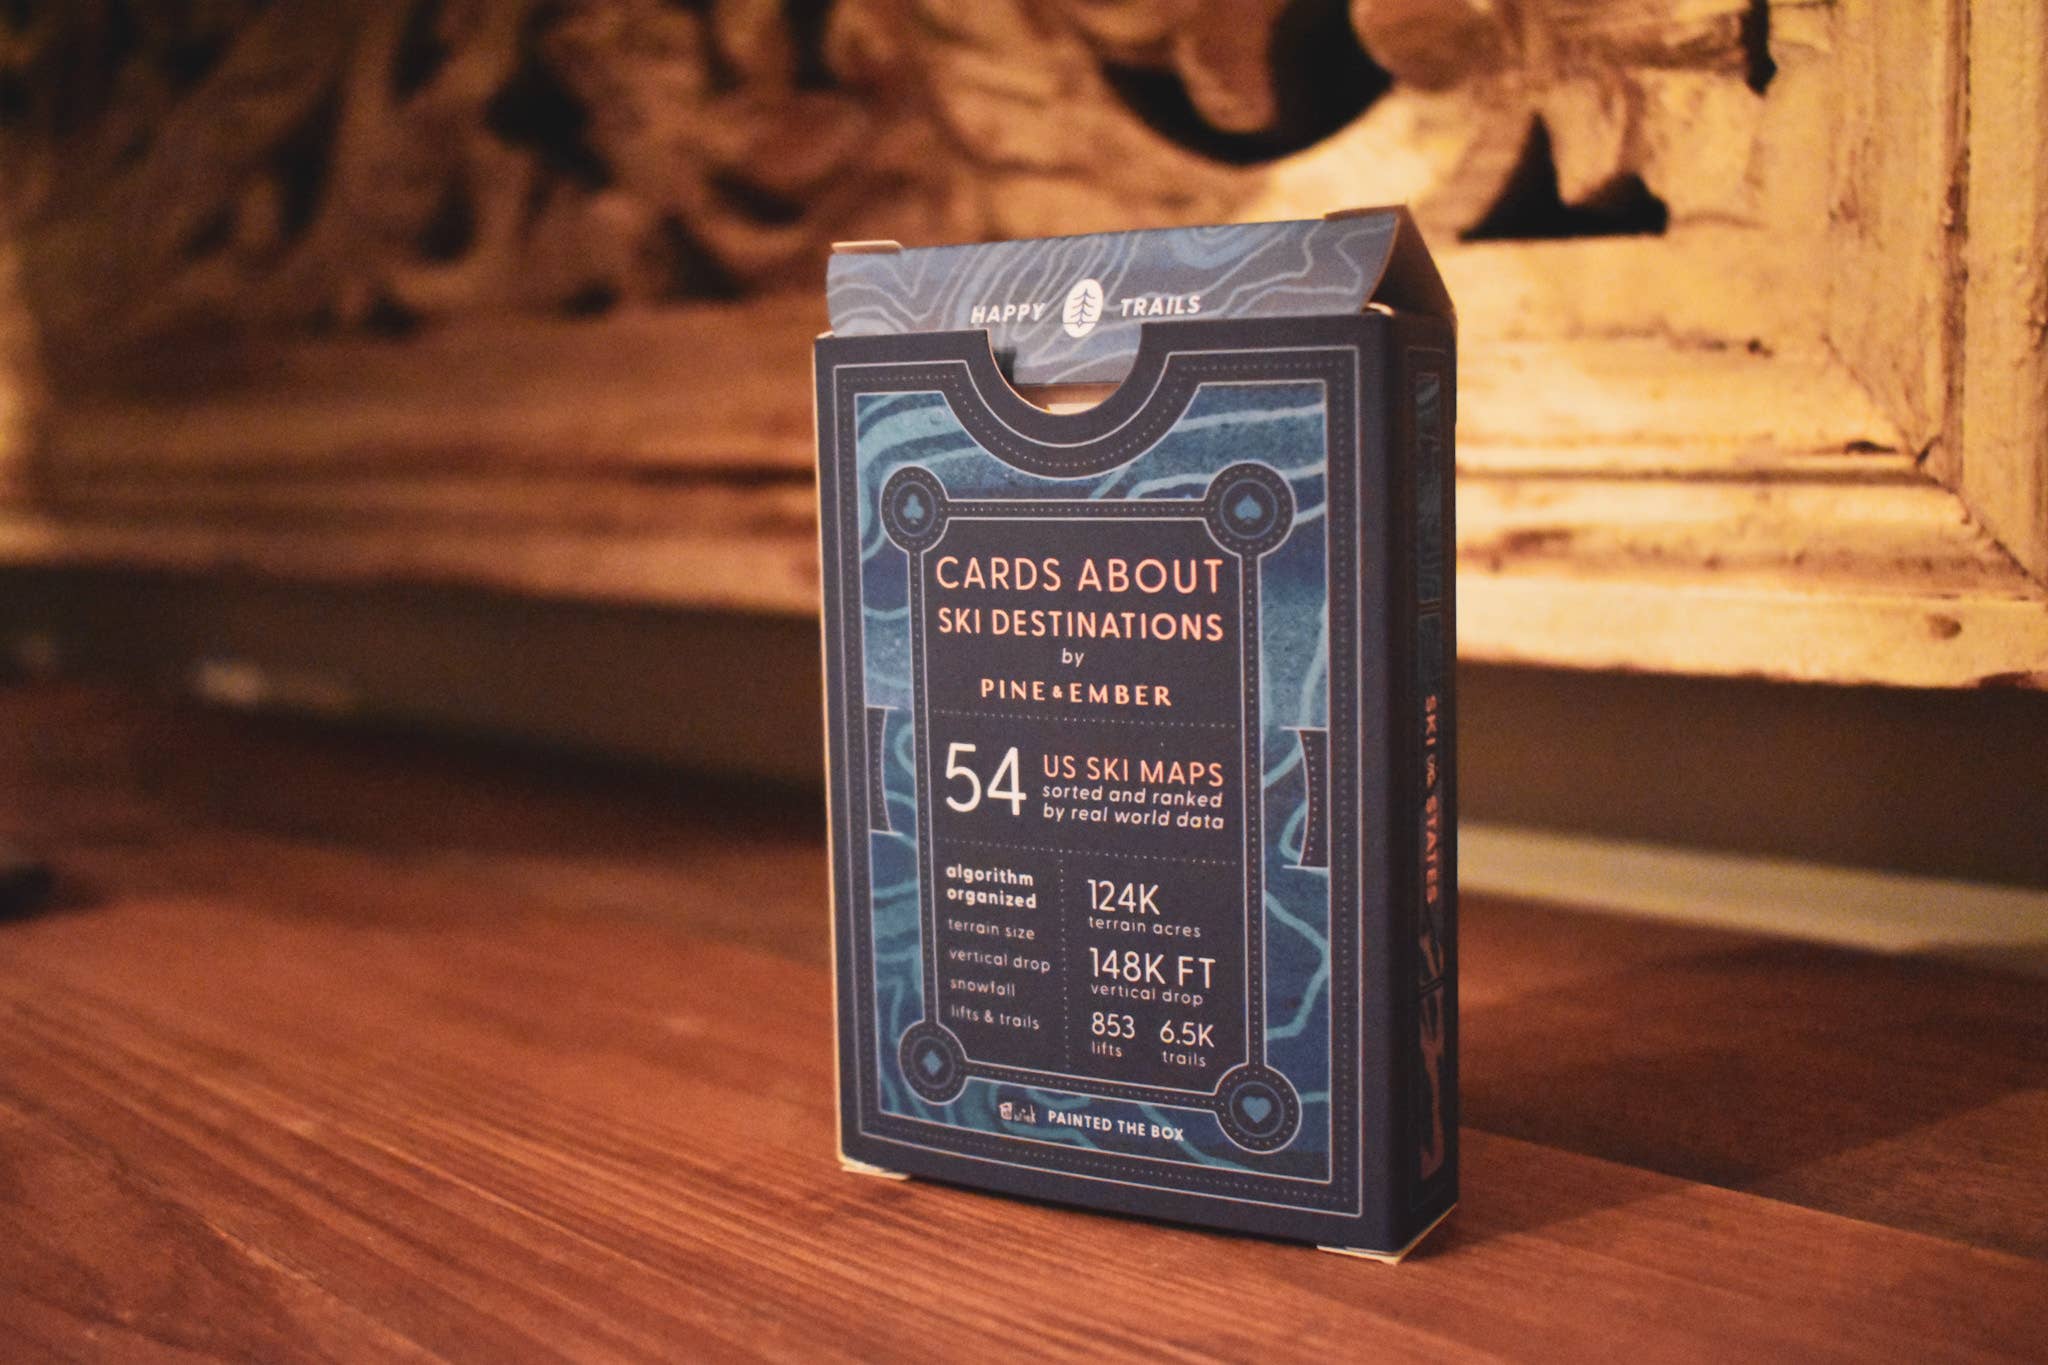 HAPPY TRAILS
CARDS ABOUT
SKI DESTINATIONS
by
PINE & EMBER
54
US SKI MAPS
sorted and ranked
by real world data
algorithm
organized
terrain size
vertical drop
snowfall
lifts & trails
124K
terrain acres
148K FT
vertical drop
853
lifts
6.5K
trails
PAINTED THE BOX
SKI THE STATES